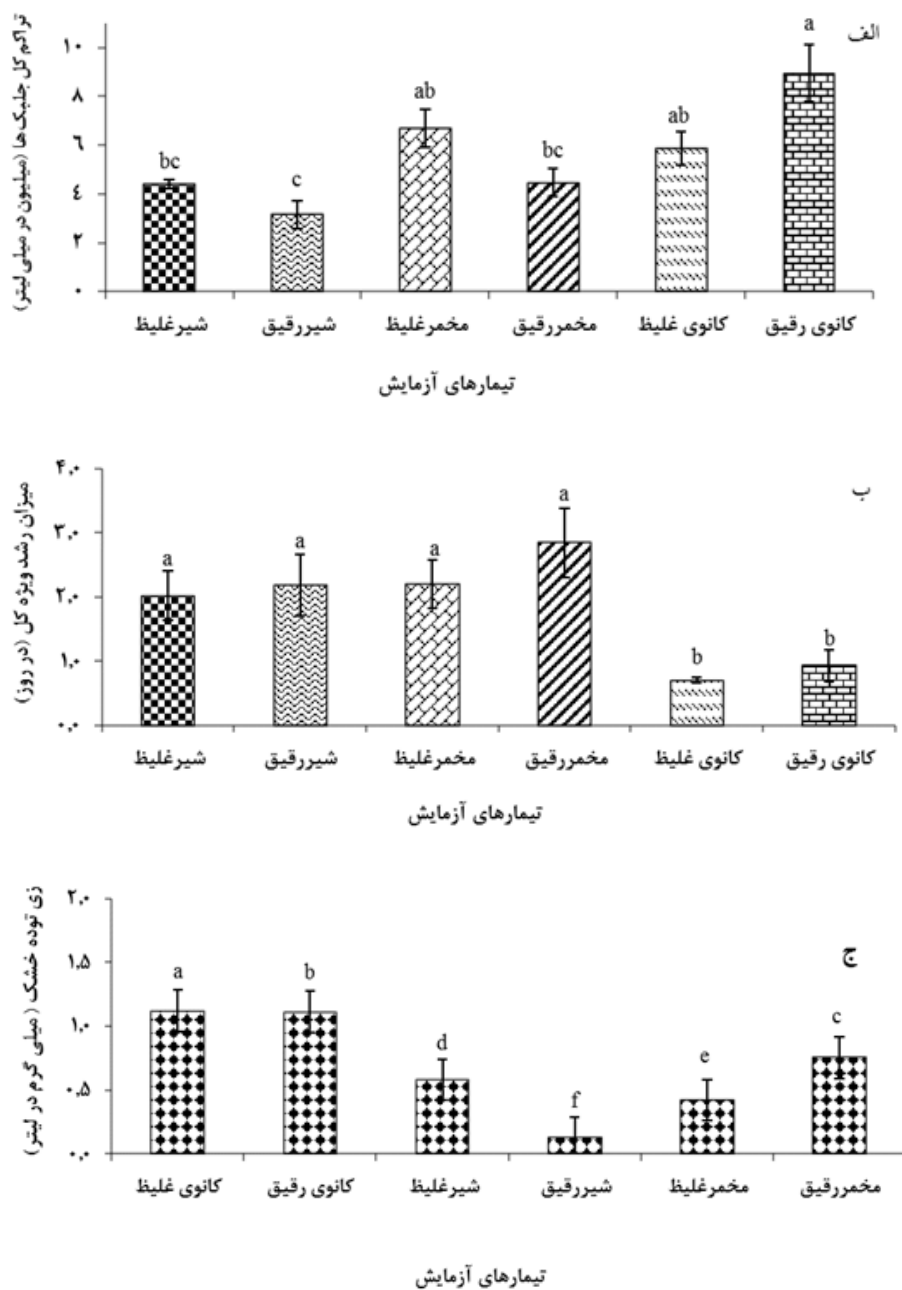 الف
تراکم کل جلبک‌ها (میلیون در میلی لیتر)
۱۰
۸
۶
۴
۲
۰
bc
c
ab
bc
ab
a
شیرغلیظ
شیررقیق
مخمرغلیظ
مخمررقیق
کانوی غلیظ
کانوی رقیق
تیمارهای آزمایش
ب
میزان رشد ویژه کل (در روز)
۴,۰
۳,۰
۲,۰
۱,۰
۰,۰
a
a
a
a
b
b
شیرغلیظ
شیررقیق
مخمرغلیظ
مخمررقیق
کانوی غلیظ
کانوی رقیق
تیمارهای آزمایش
ج
زی توده خشک (میلی گرم در لیتر)
۲,۰
۱,۵
۱,۰
۰,۵
۰,۰
a
b
d
f
e
c
کانوی غلیظ
کانوی رقیق
شیرغلیظ
شیررقیق
مخمرغلیظ
مخمررقیق
تیمارهای آزمایش